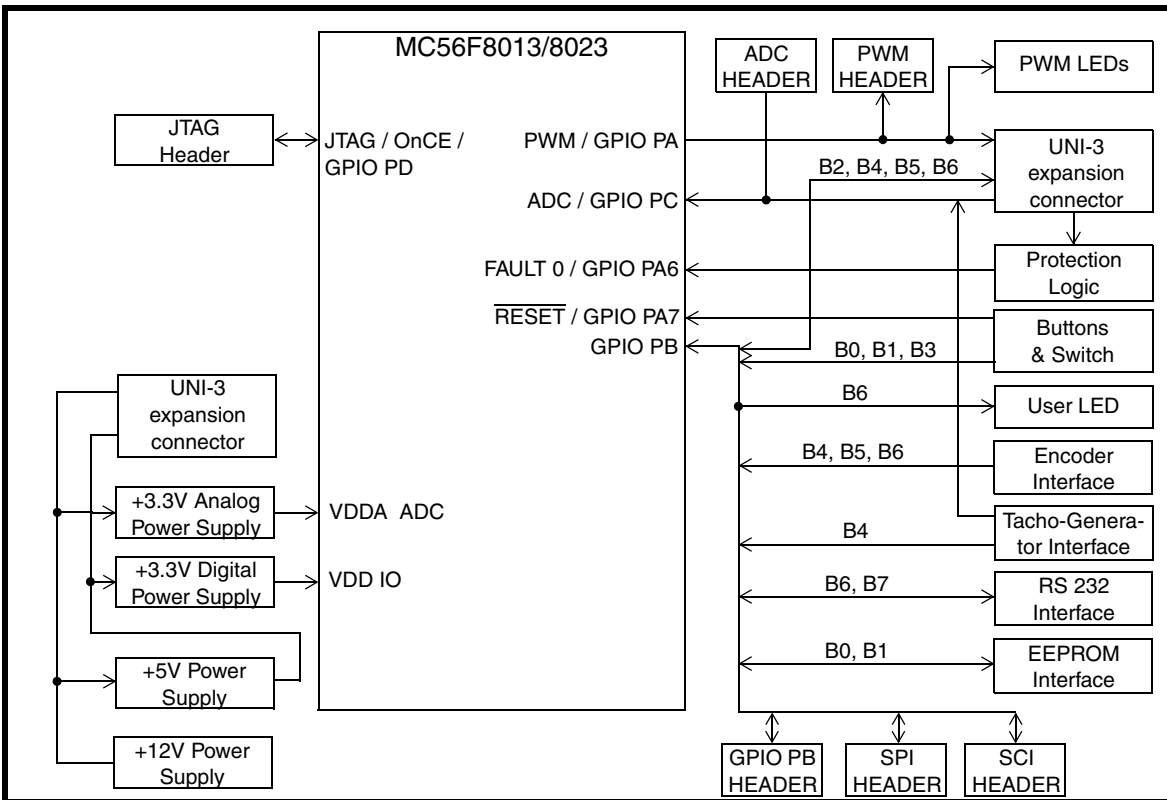 MC56F8013/8023
ADC
HEADER
PWM
HEADER
PWM LEDs
JTAG
Header
JTAG / OnCE /
GPIO PD
PWM / GPIO PA
UNI-3
expansion
connector
B2, B4, B5, B6
ADC / GPIO PC
FAULT 0 / GPIO PA6
Protection
Logic
RESET / GPIO PA7
GPIO PB
Buttons
& Switch
B0, B1, B3
UNI-3
expansion
connector
B6
User LED
B4, B5, B6
Encoder
Interface
+3.3V Analog
Power Supply
VDDA ADC
B4
Tacho-Genera-
tor Interface
+3.3V Digital
Power Supply
VDD IO
B6, B7
RS 232
Interface
+5V Power
Supply
B0, B1
EEPROM
Interface
+12V Power
Supply
GPIO PB
HEADER
SPI
HEADER
SCI
HEADER